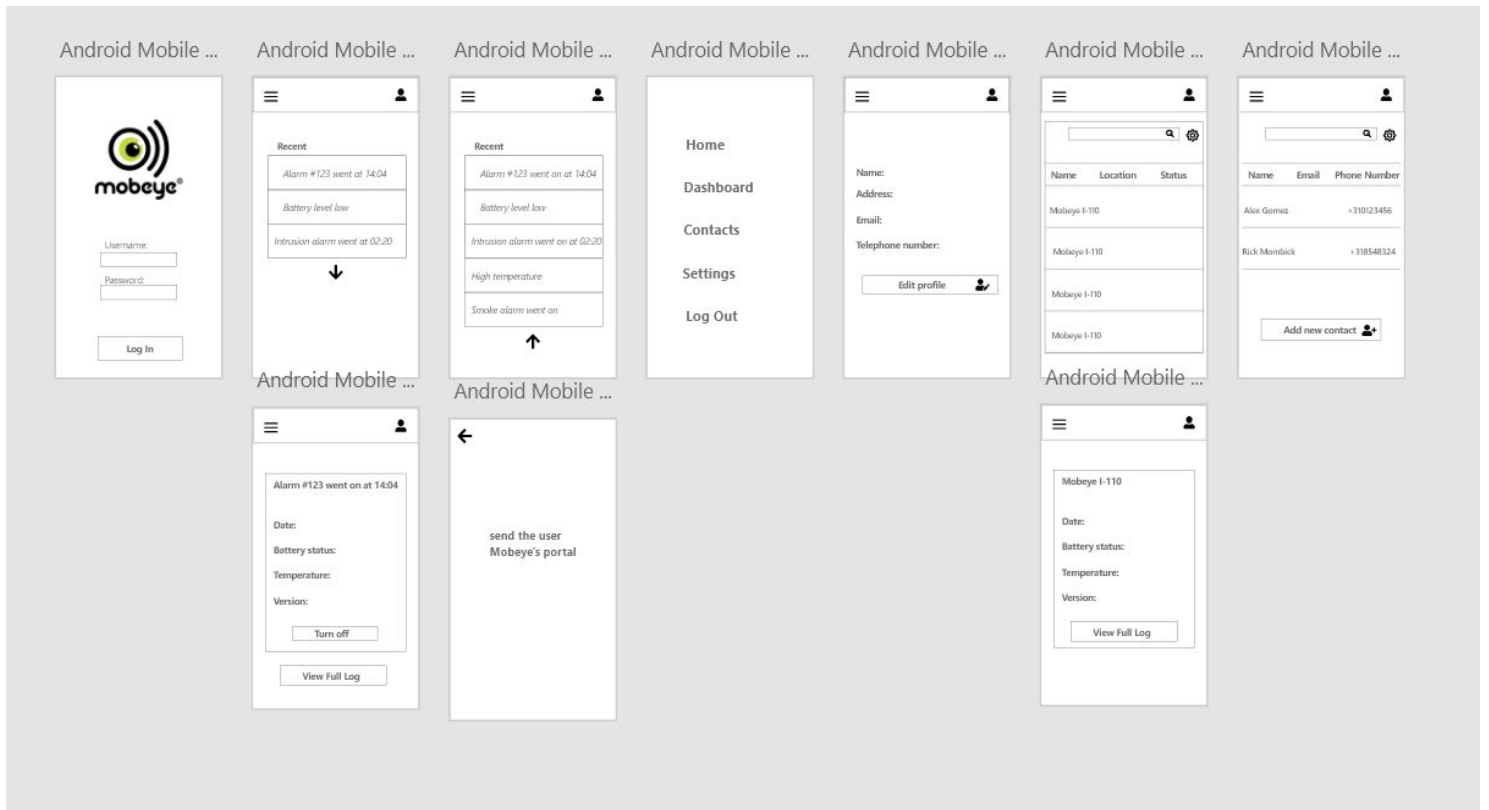 Android Mobile ...
Android Mobile ...
Android Mobile ...
Android Mobile ...
Android Mobile ...
Android Mobile ...
Android Mobile ...
mobeye®
Username:
Password:
Log In
Recent
Alarm #123 went at 14:04
Battery level low
Intrusion alarm went at 02:20
Recent
Alarm #123 went on at 14:04
Battery level low
Intrusion alarm went on at 02:20
High temperature
Smoke alarm went on
Home
Dashboard
Contacts
Settings
Log Out
Name:
Address:
Email:
Telephone number:
Edit profile
Name Location Status
Mobeye I-110
Mobeye I-110
Mobeye I-110
Mobeye I-110
Name Email Phone Number
Alex Gomez +310123456
Rick Mombick +318548324
Add new contact
Android Mobile ...
Alarm #123 went on at 14:04
Date:
Battery status:
Temperature:
Version:
Turn off
View Full Log
Android Mobile ...
send the user
Mobeye's portal
Android Mobile ...
Mobeye I-110
Date:
Battery status:
Temperature:
Version:
View Full Log